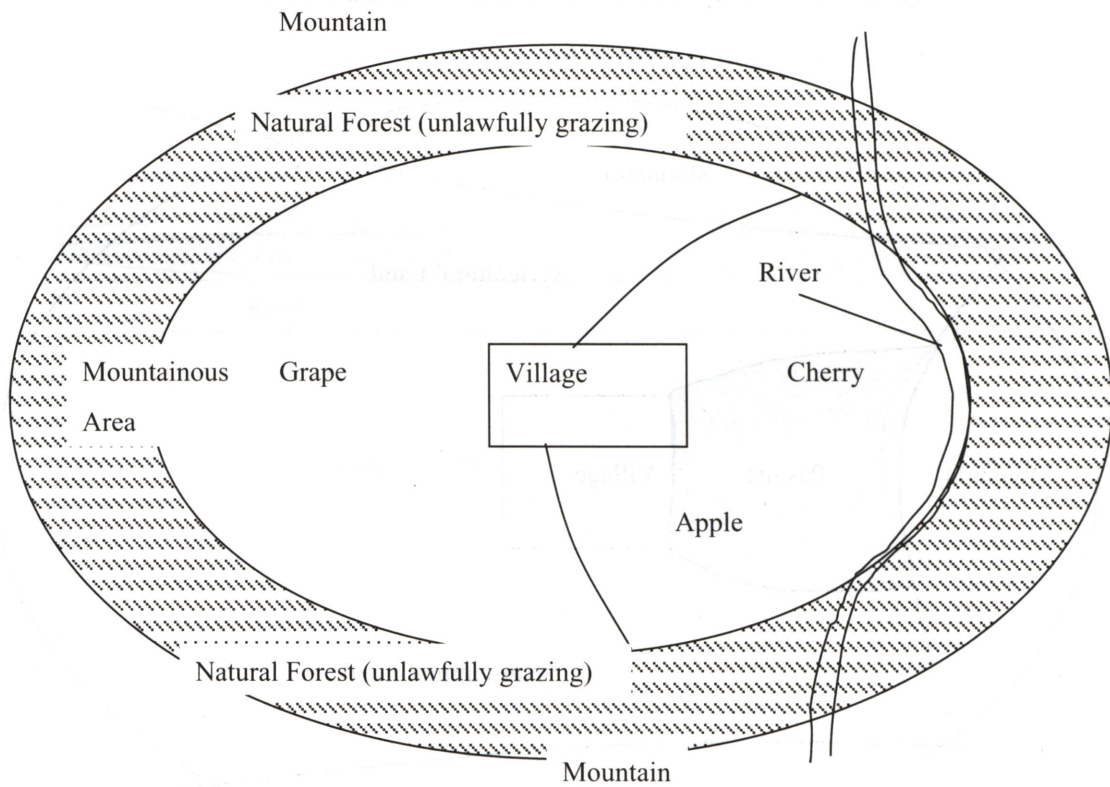 Mountain
Natural Forest (unlawfully grazing)
River
Mountainous Grape Village Cherry
Area
Apple
Natural Forest (unlawfully grazing)
Mountain